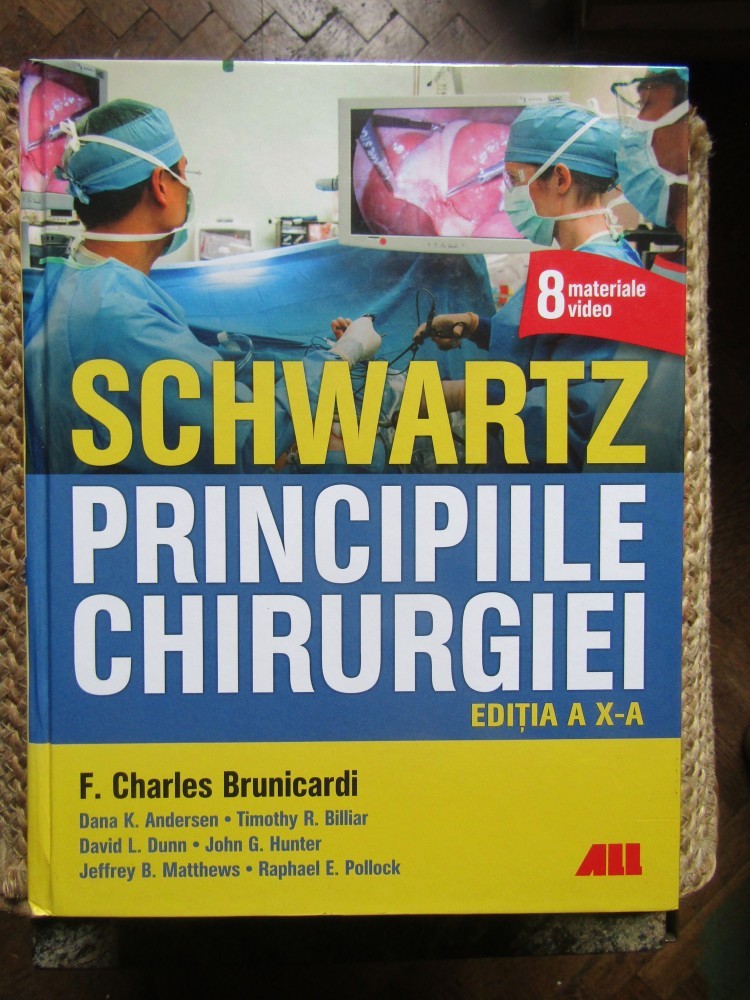 8 materiale
video
SCHWARTZ
PRINCIPIILE
CHIRURGIEI
EDIȚIA A X-A
F. Charles Brunicardi
Dana K. Andersen • Timothy R. Billiar
David L. Dunn • John G. Hunter
Jeffrey B. Matthews • Raphael E. Pollock
ALL